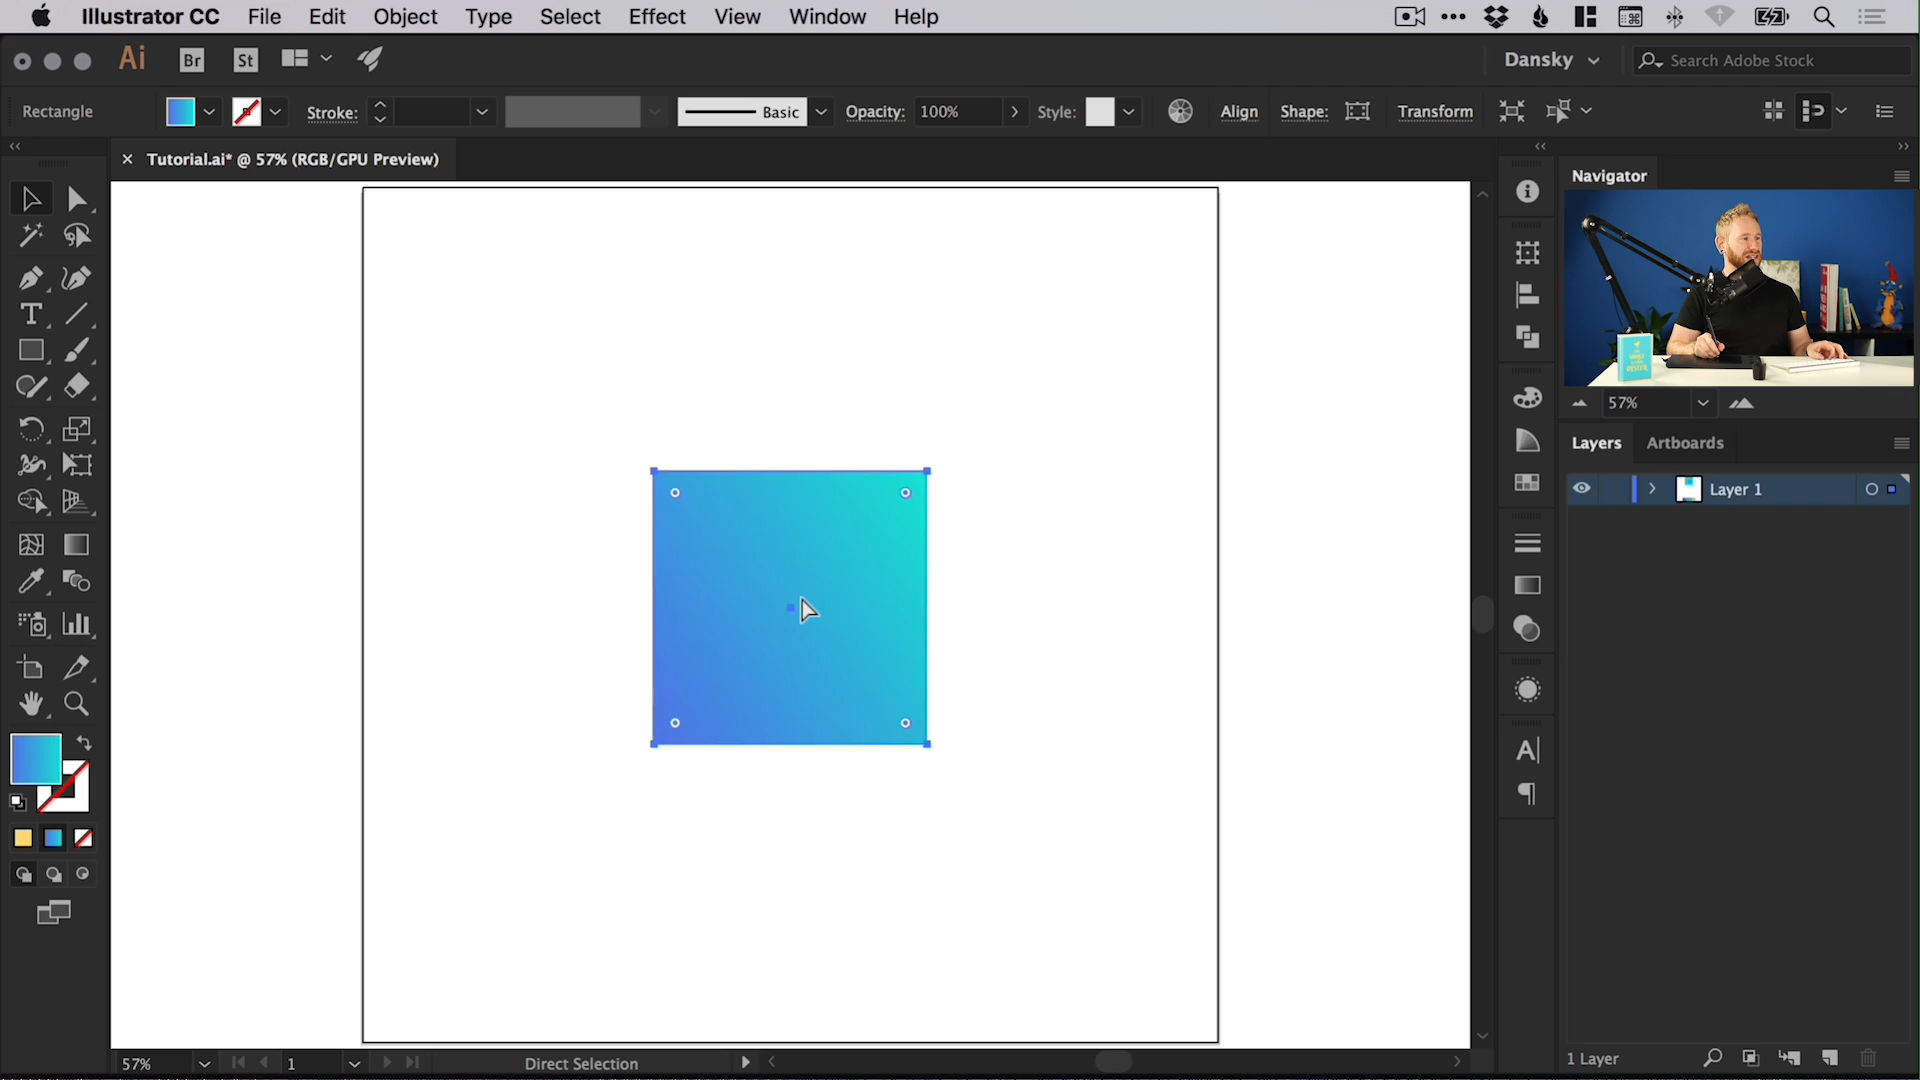 Illustrator CC File Edit Object Type Select Effect View Window Help
Ai Br St Dansky Search Adobe Stock
Rectangle Stroke: Basic Opacity: 100% Style: Align Shape: Transform
Tutorial.ai* @ 57% (RGB/GPU Preview)
Navigator
57%
Layers Artboards
Layer 1
57% 1 Direct Selection
1 Layer